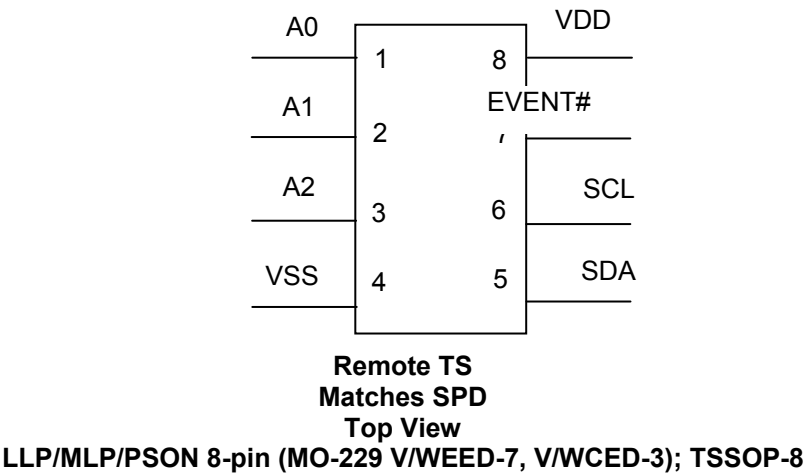 A0 VDD
1 8
A1 EVENT#
2 7
A2 SCL
3 6
VSS SDA
4 5
Remote TS
Matches SPD
Top View
LLP/MLP/PSON 8-pin (MO-229 V/WEED-7, V/WCED-3); TSSOP-8